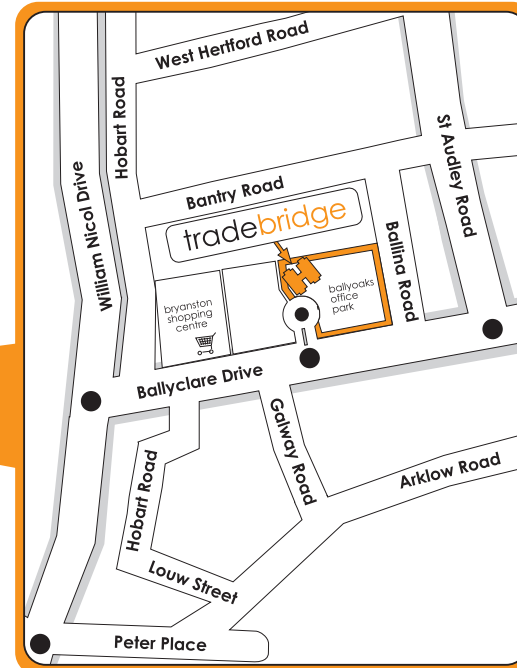 West Hertford Road
Hobart Road
William Nicol Drive
St Audley Road
Bantry Road
tradebridge
Ballina Road
bryanston
shopping
centre
ballyoaks
office
park
Ballyclare Drive
Galway Road
Arklow Road
Hobart Road
Louw Street
Peter Place